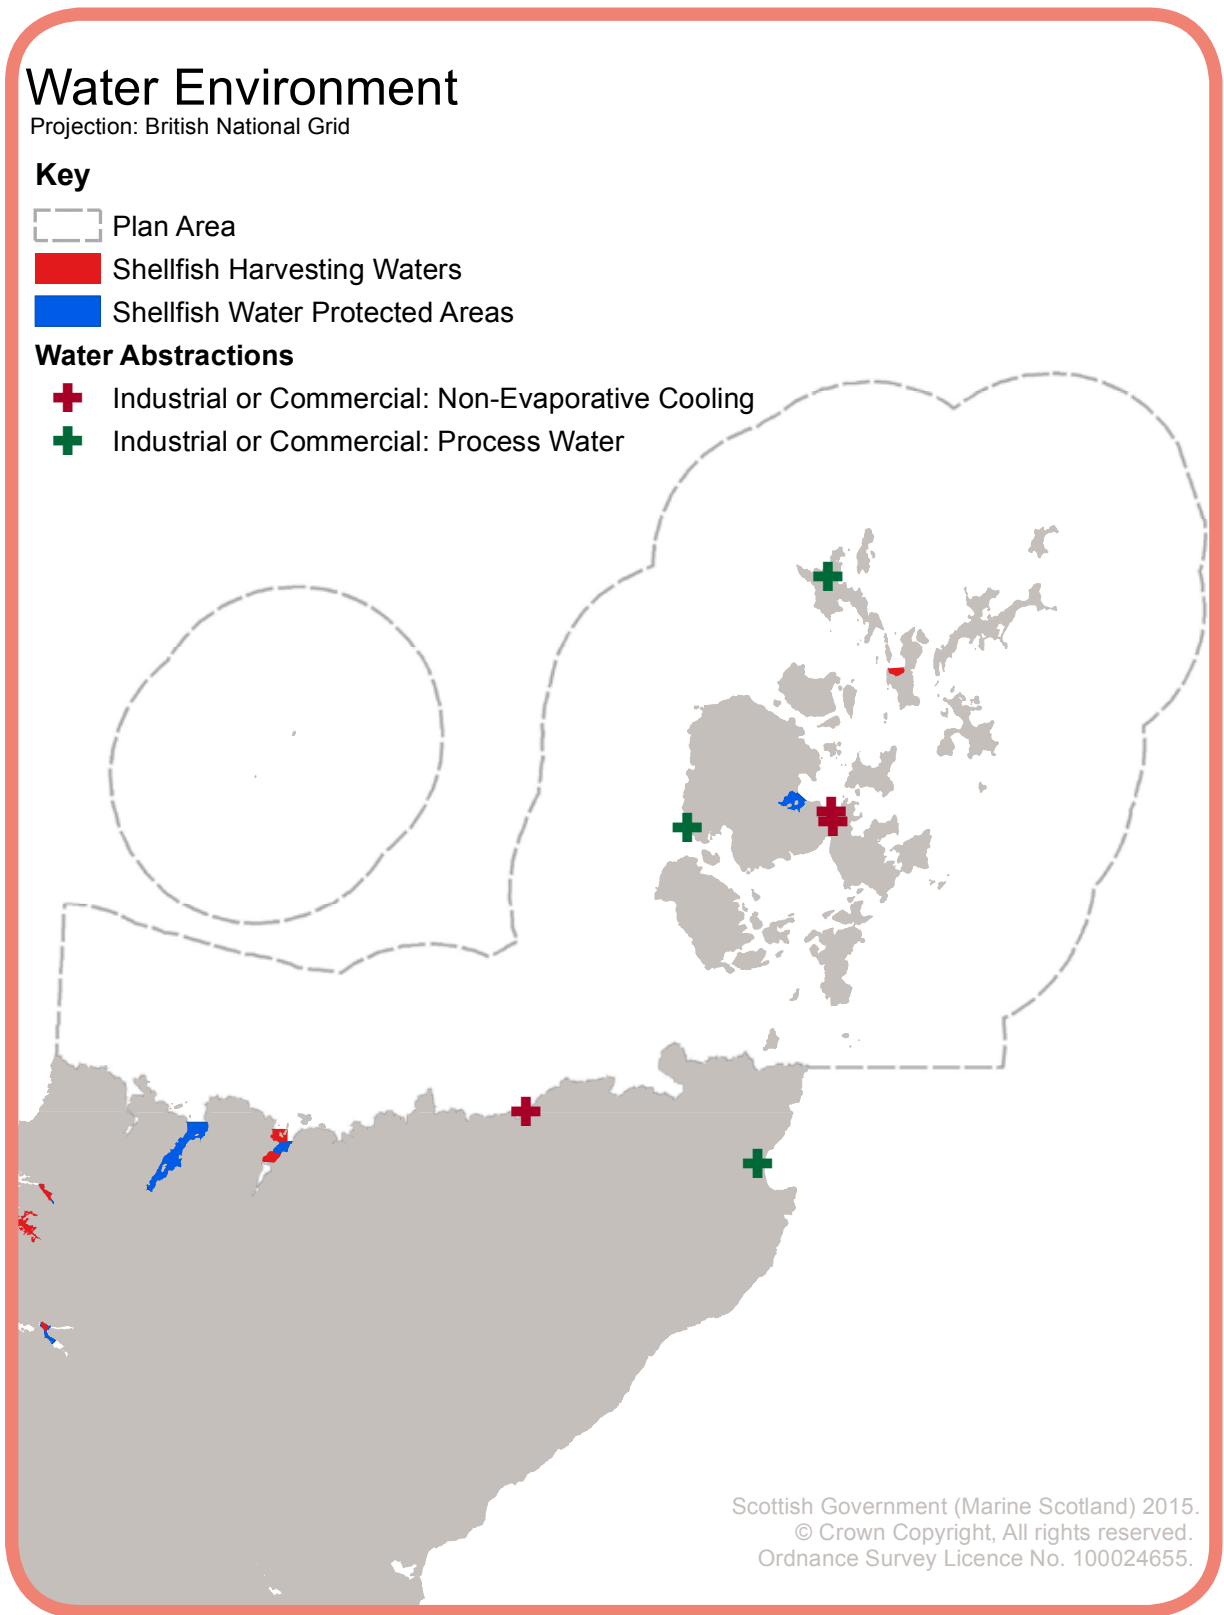 Water Environment
Projection: British National Grid
Key
Plan Area
Shellfish Harvesting Waters
Shellfish Water Protected Areas
Water Abstractions
Industrial or Commercial: Non-Evaporative Cooling
Industrial or Commercial: Process Water
Scottish Government (Marine Scotland) 2015.
© Crown Copyright, All rights reserved.
Ordnance Survey Licence No. 100024655.